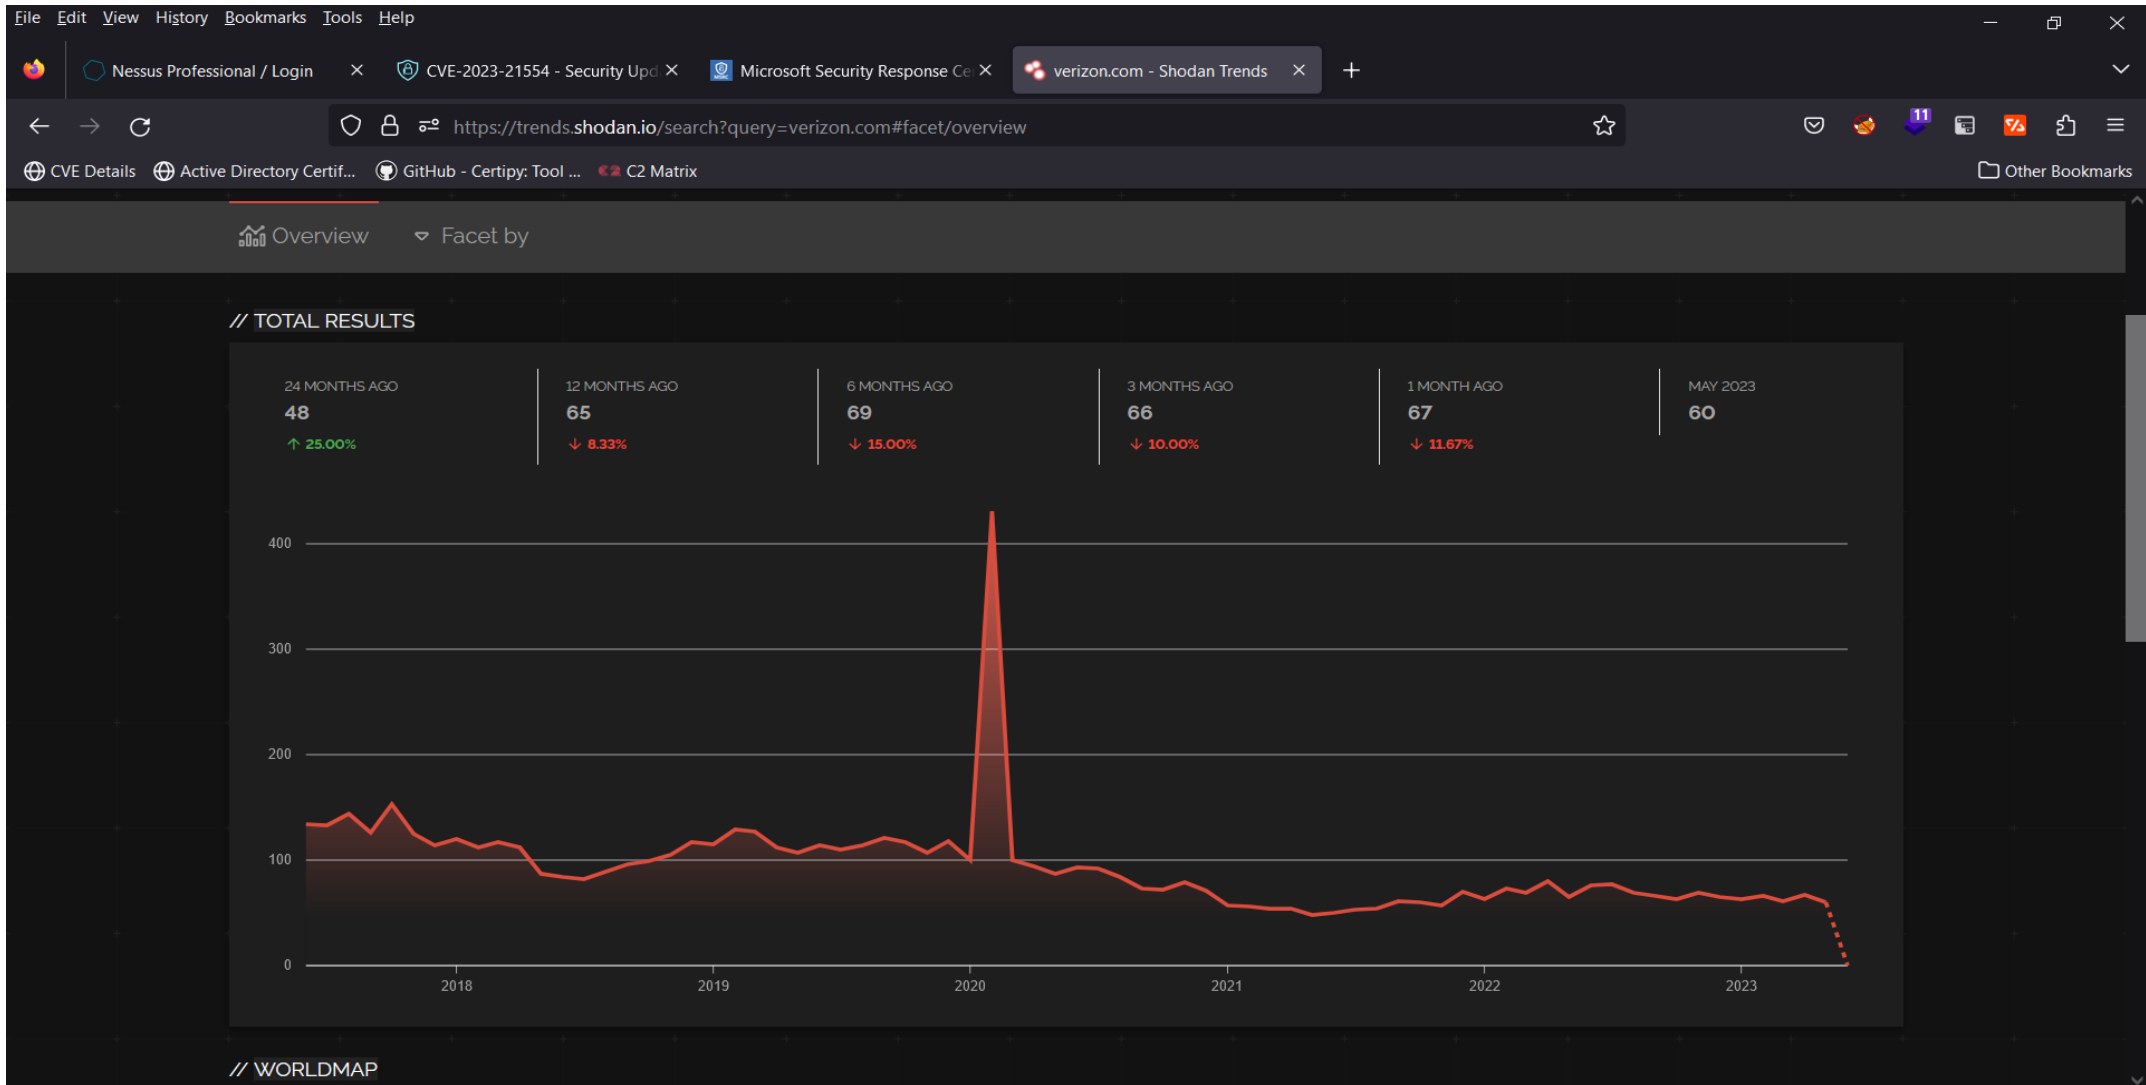 File Edit View History Bookmarks Tools Help
Nessus Professional / Login
CVE-2023-21554 - Security Upd
Microsoft Security Response Ce
verizon.com - Shodan Trends
https://trends.shodan.io/search?query=verizon.com#facet/overview
11
CVE Details Active Directory Certif... GitHub - Certipy: Tool ... C2 C2 Matrix Other Bookmarks
Overview Facet by
// TOTAL RESULTS
24 MONTHS AGO 12 MONTHS AGO 6 MONTHS AGO 3 MONTHS AGO 1 MONTH AGO MAY 2023
48 65 69 66 67 60
↑ 25.00% ↓ 8.33% ↓ 15.00% ↓ 10.00% ↓ 11.67%
400
300
200
100
0
2018 2019 2020 2021 2022 2023
// WORLDMAP